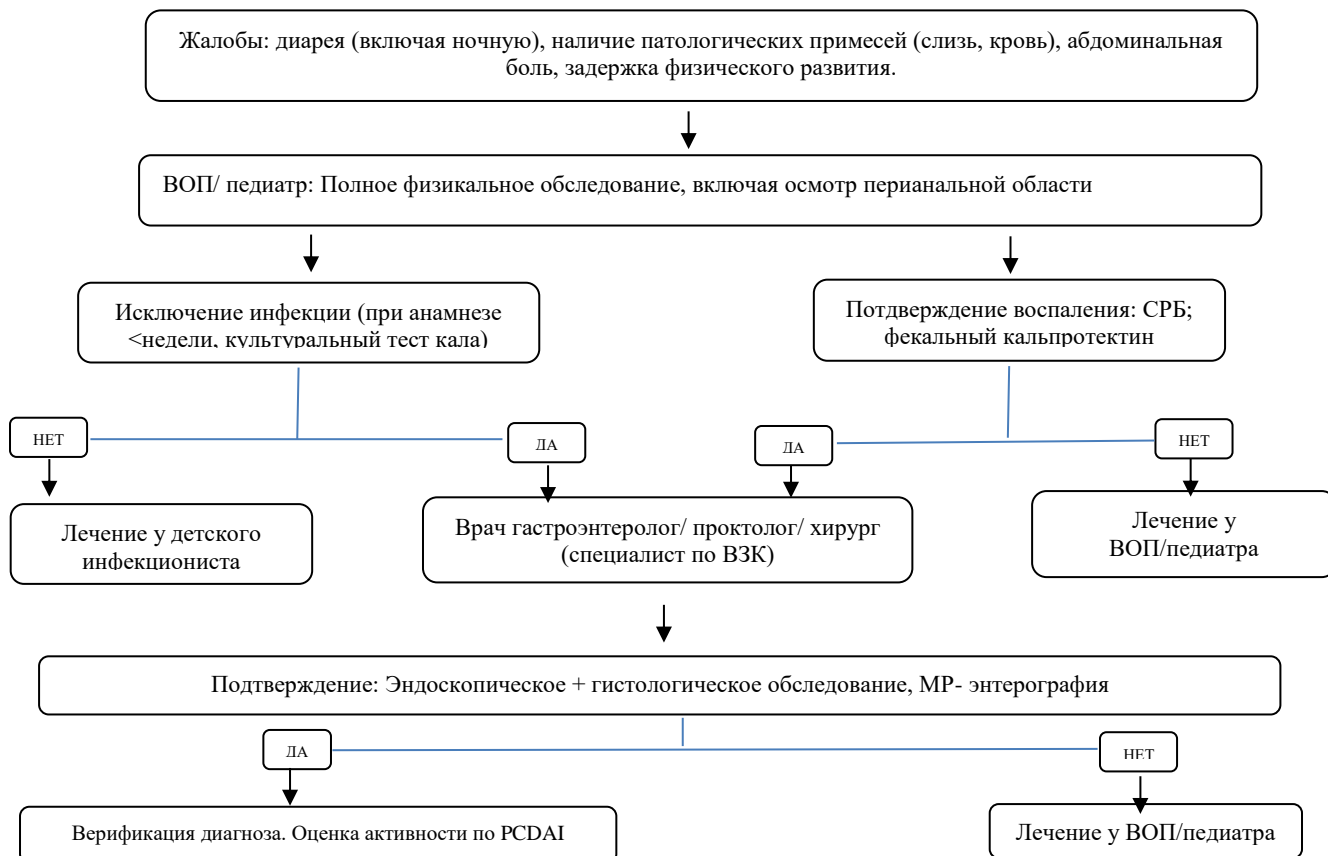 Жалобы: диарея (включая ночную), наличие патологических примесей (слизь, кровь), абдоминальная
боль, задержка физического развития.
ВОП/ педиатр: Полное физикальное обследование, включая осмотр перианальной области
Исключение инфекции (при анамнезе
<недели, культуральный тест кала)
Потдверждение воспаления: СРБ;
фекальный кальпротектин
НЕТ
ДА
ДА
НЕТ
Лечение у детского
инфекциониста
Врач гастроэнтеролог/ проктолог/ хирург
(специалист по ВЗК)
Лечение у
ВОП/педиатра
Подтверждение: Эндоскопическое + гистологическое обследование, МР- энтерография
ДА
НЕТ
Верификация диагноза. Оценка активности по PCDAI
Лечение у ВОП/педиатра